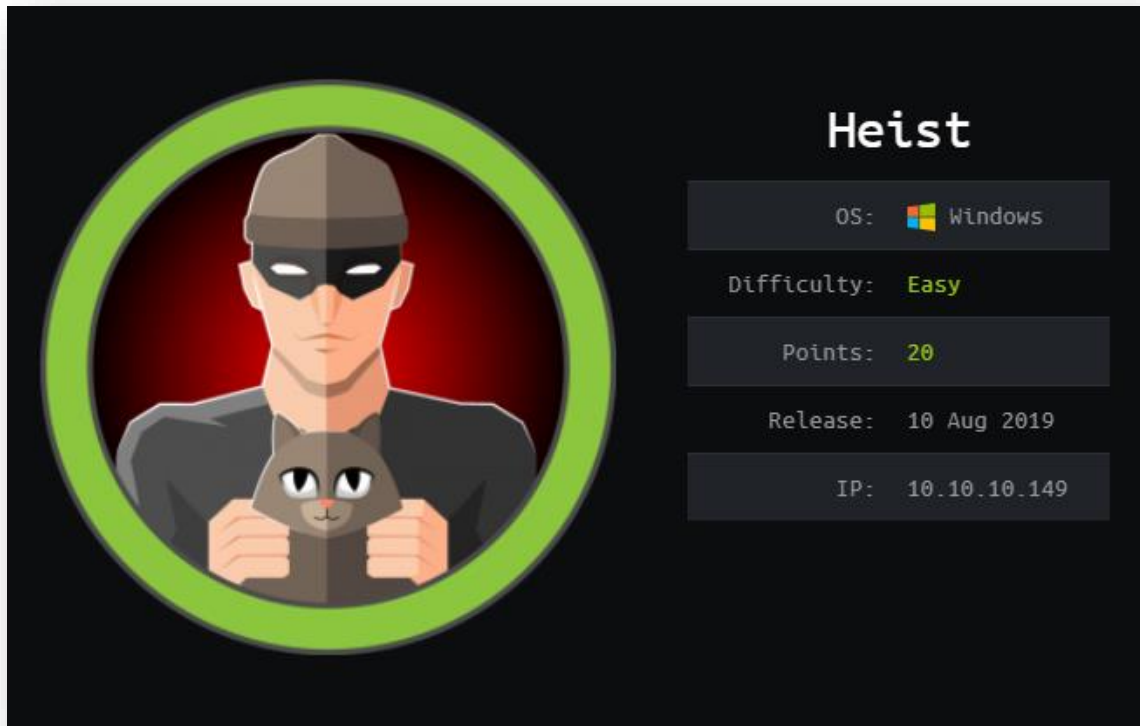 Heist
OS: Windows
Difficulty: Easy
Points: 20
Release: 10 Aug 2019
IP: 10.10.10.149